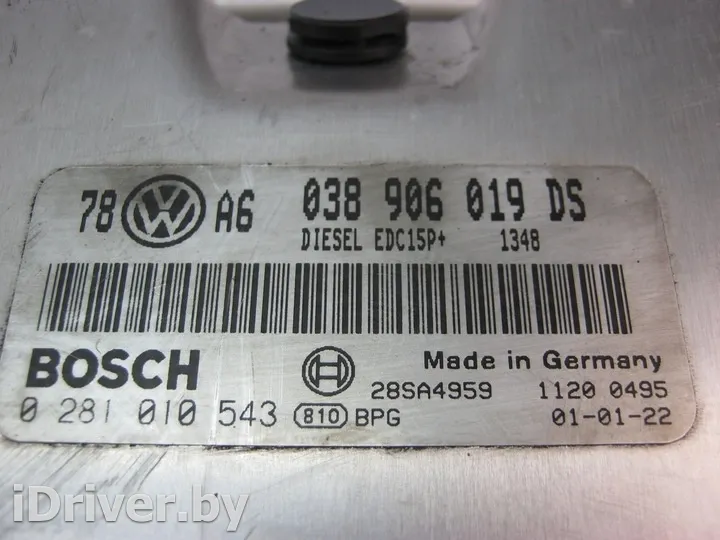 78 VW A6 038 906 019 DS
DIESEL EDC15P+ 1348
BOSCH Made in Germany
28SA4959 1120 0495
0 281 010 543 810 BPG 01-01-22
iDriver.by